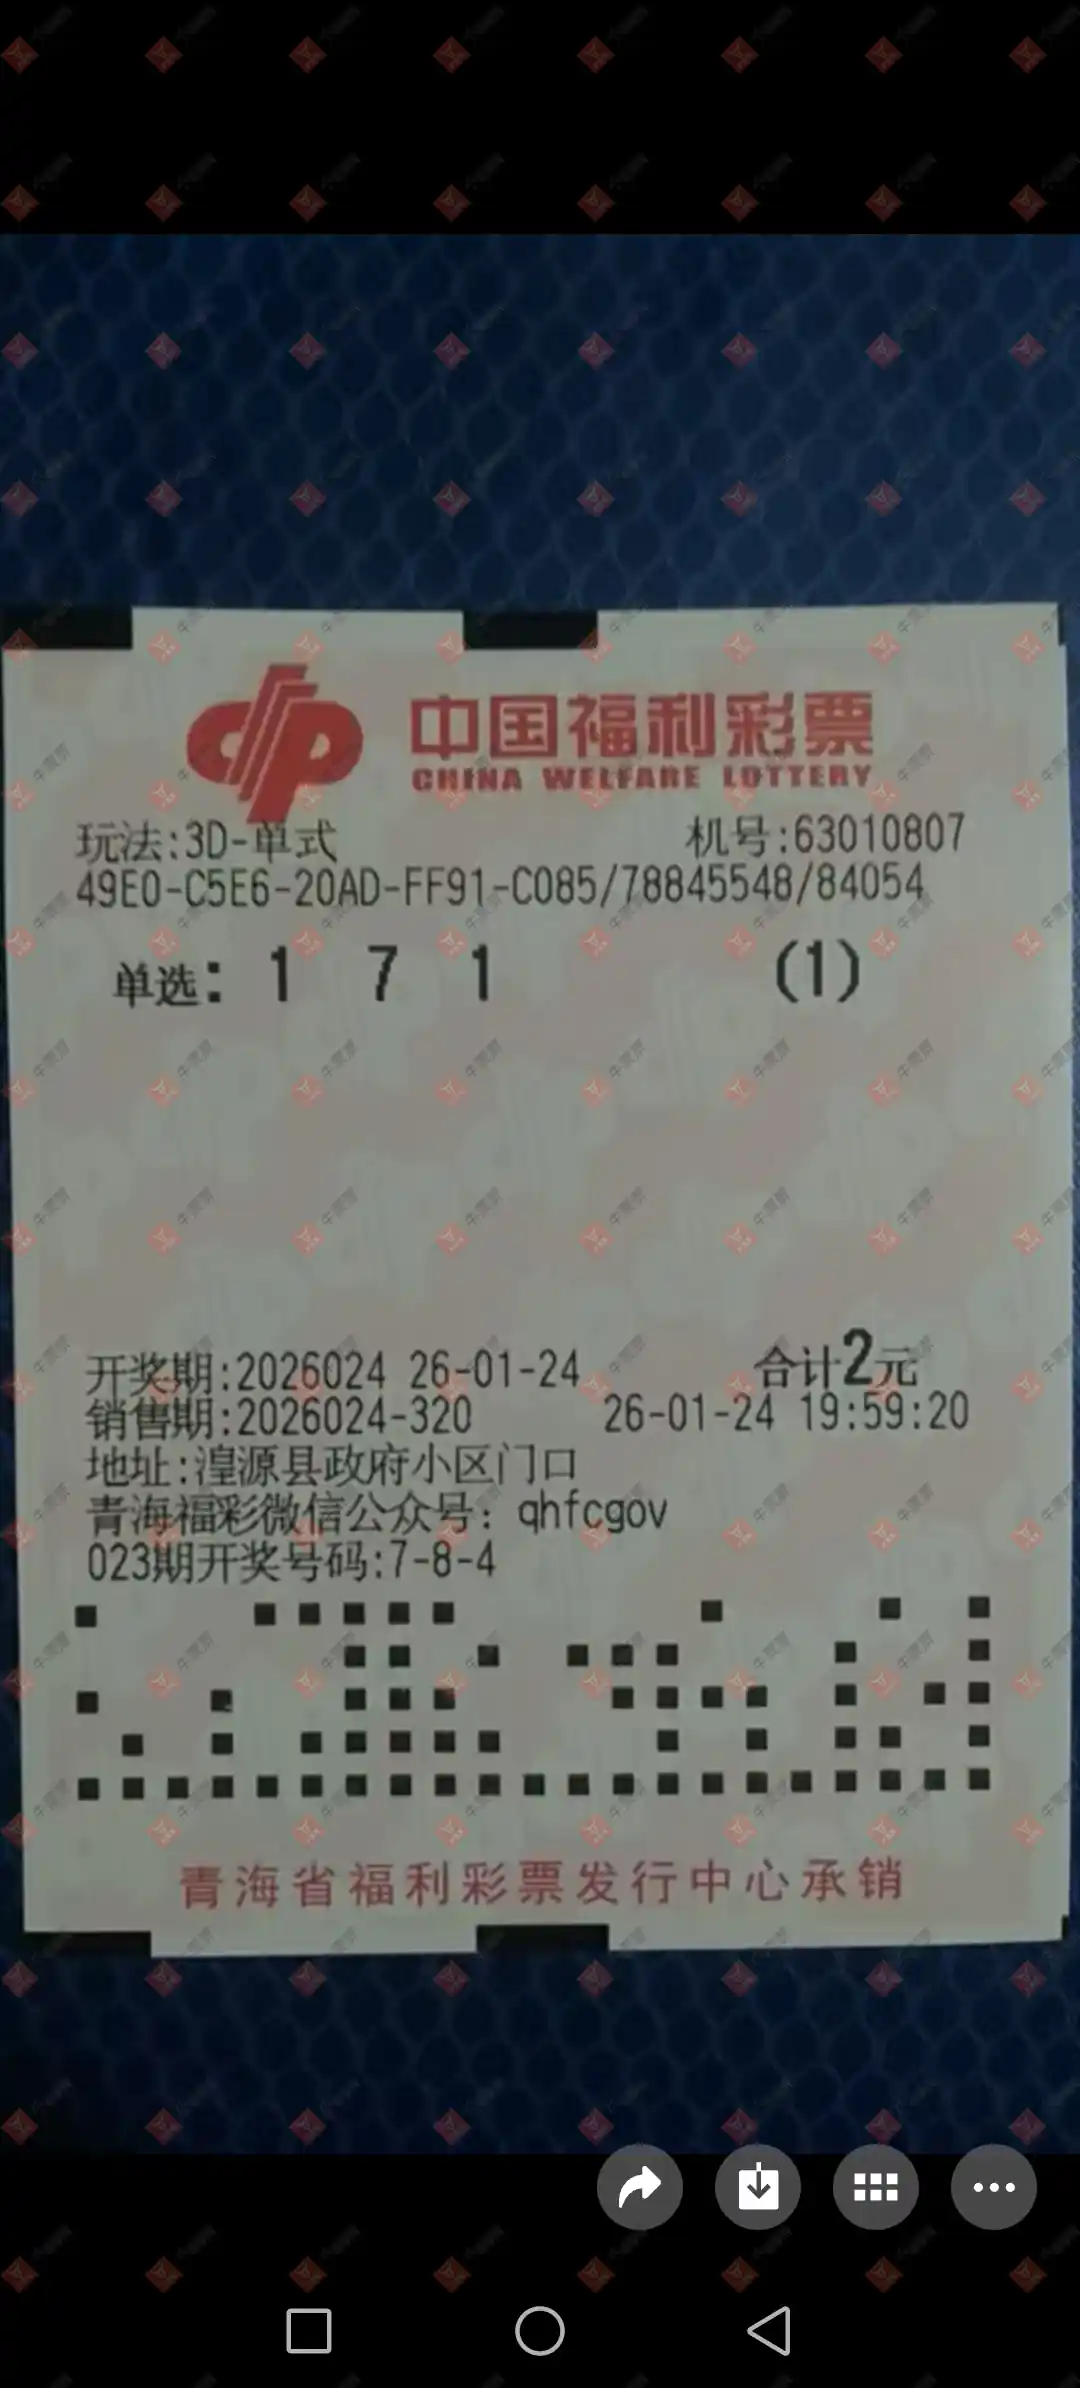 中国福利彩票
CHINA WELFARE LOTTERY
玩法:3D-单式 机号:63010807
49E0-C5E6-20AD-FF91-C085/78845548/84054
单选: 1 7 1 (1)
开奖期:2026024 26-01-24 合计2元
销售期:2026024-320 26-01-24 19:59:20
地址:湟源县政府小区门口
青海福彩微信公众号: qhfcgov
023期开奖号码:7-8-4
青海省福利彩票发行中心承销